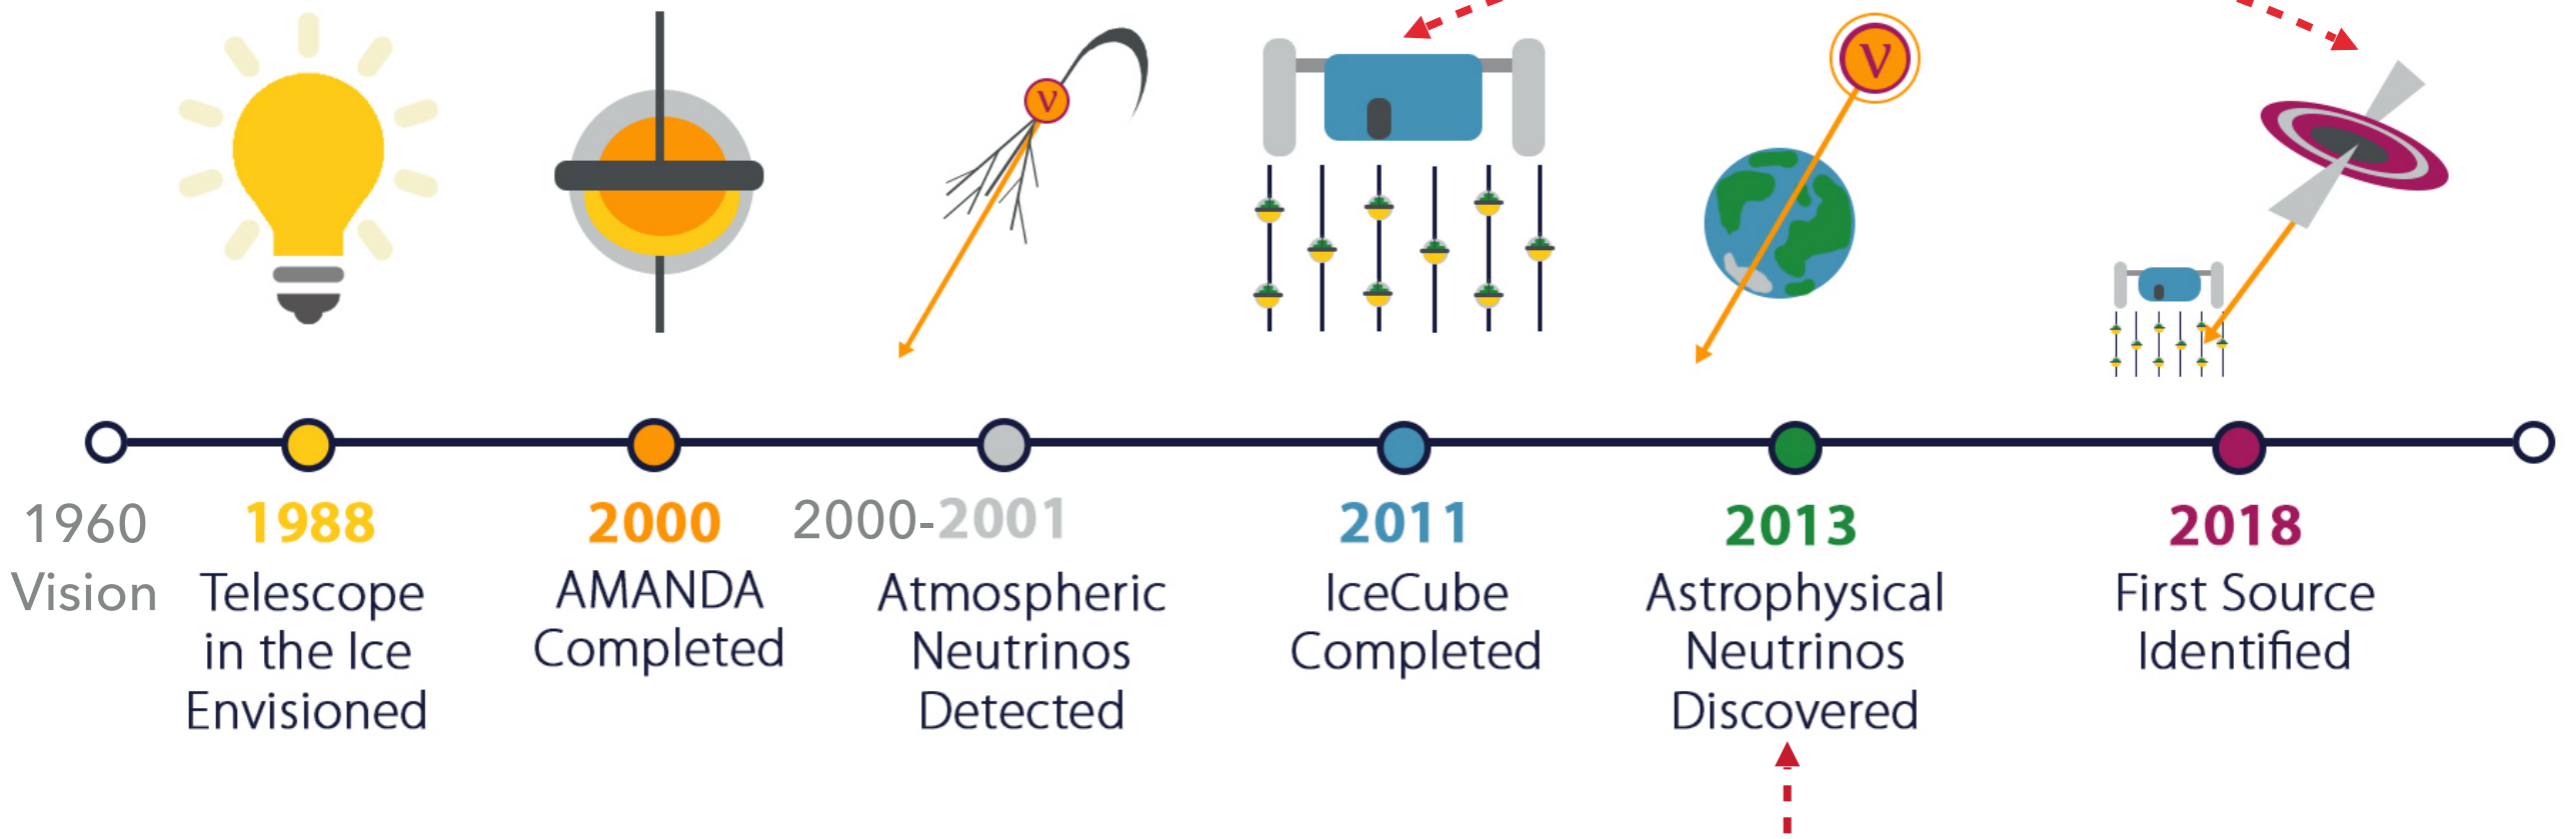 ν
ν
1960
Vision
1988
Telescope
in the Ice
Envisioned
2000
AMANDA
Completed
2000-2001
Atmospheric
Neutrinos
Detected
2011
IceCube
Completed
2013
Astrophysical
Neutrinos
Discovered
2018
First Source
Identified